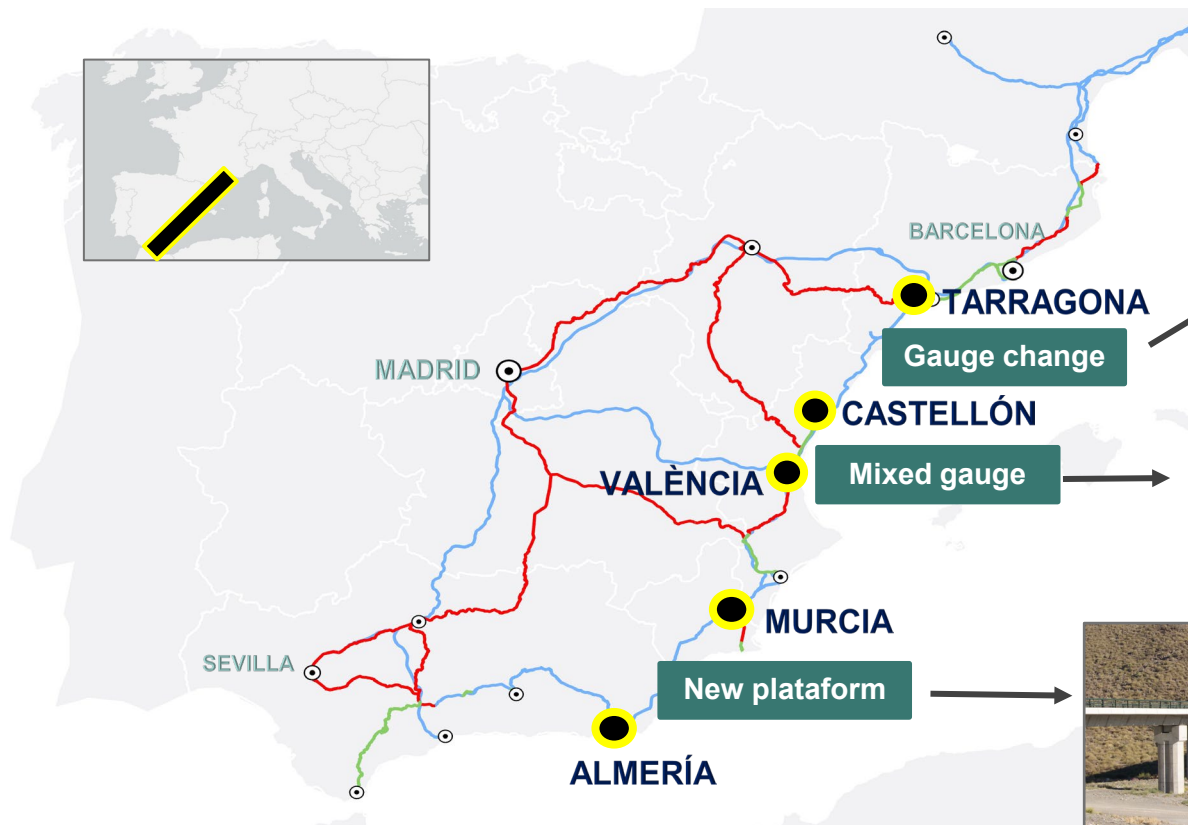 BARCELONA
TARRAGONA
Gauge change
MADRID
CASTELLÓN
VALÈNCIA
Mixed gauge
MURCIA
SEVILLA
New plataform
ALMERÍA